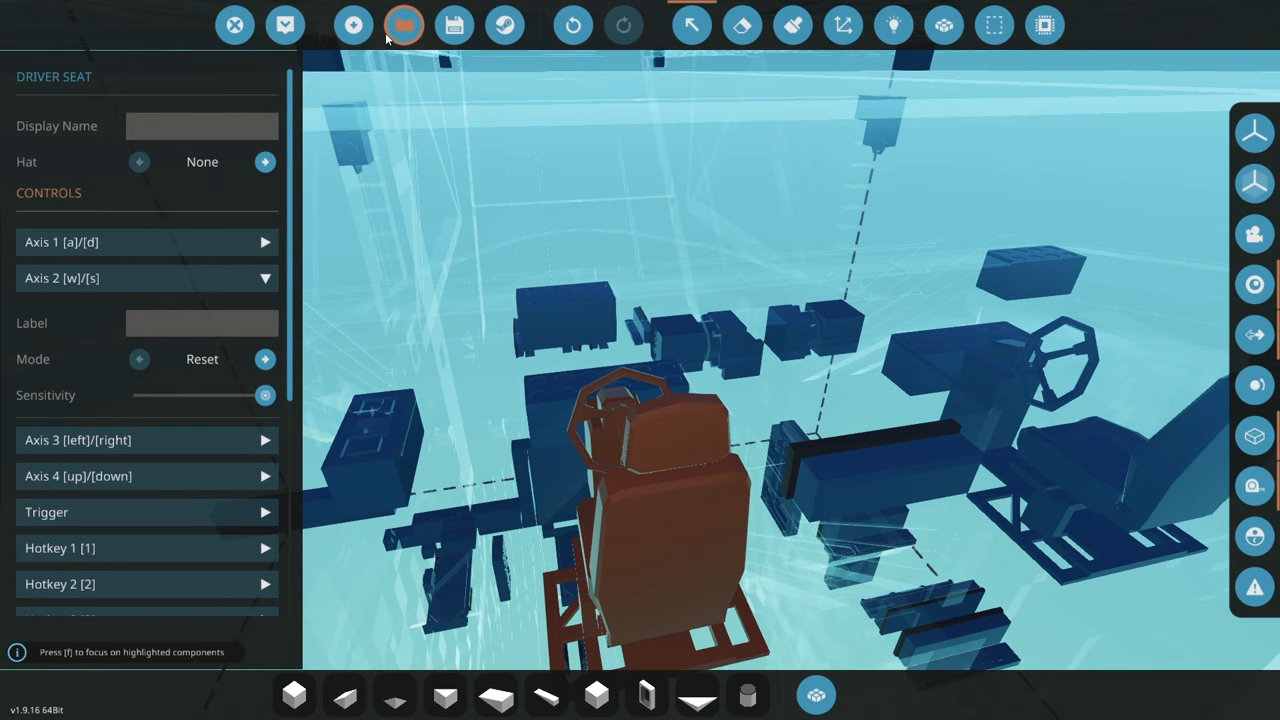 DRIVER SEAT
Display Name
Hat None
CONTROLS
Axis 1 [a]/[d]
Axis 2 [w]/[s]
Label
Mode Reset
Sensitivity
Axis 3 [left]/[right]
Axis 4 [up]/[down]
Trigger
Hotkey 1 [1]
Hotkey 2 [2]
Press [f] to focus on highlighted components
v1.9.16 64Bit